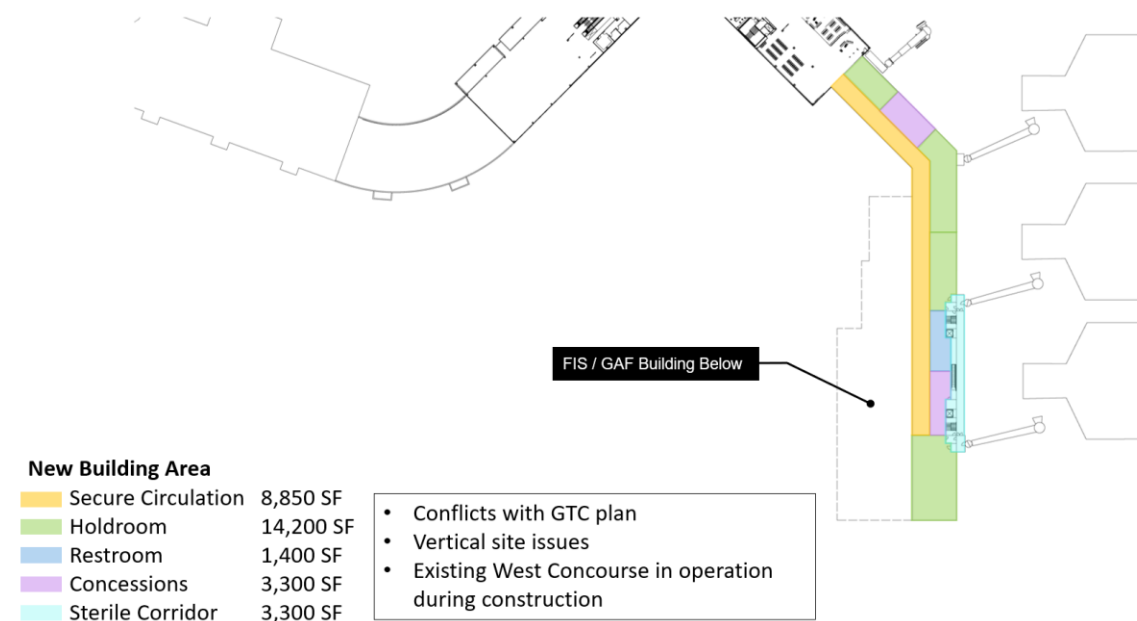 FIS / GAF Building Below
New Building Area
Secure Circulation 8,850 SF
Holdroom 14,200 SF
Restroom 1,400 SF
Concessions 3,300 SF
Sterile Corridor 3,300 SF
• Conflicts with GTC plan
• Vertical site issues
• Existing West Concourse in operation
during construction